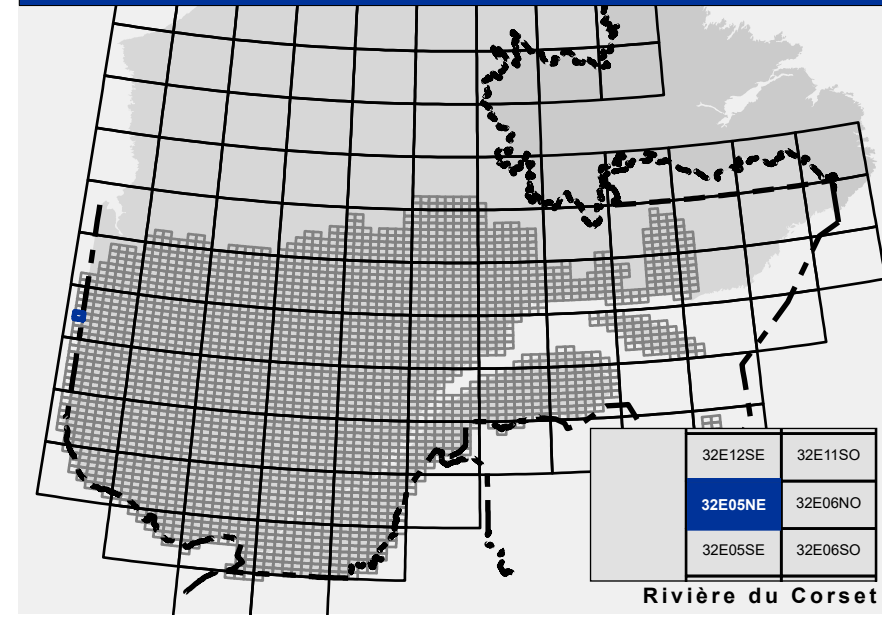 32E12SE 32E11SO
32E05NE 32E06NO
32E05SE 32E06SO
Rivière du Corset